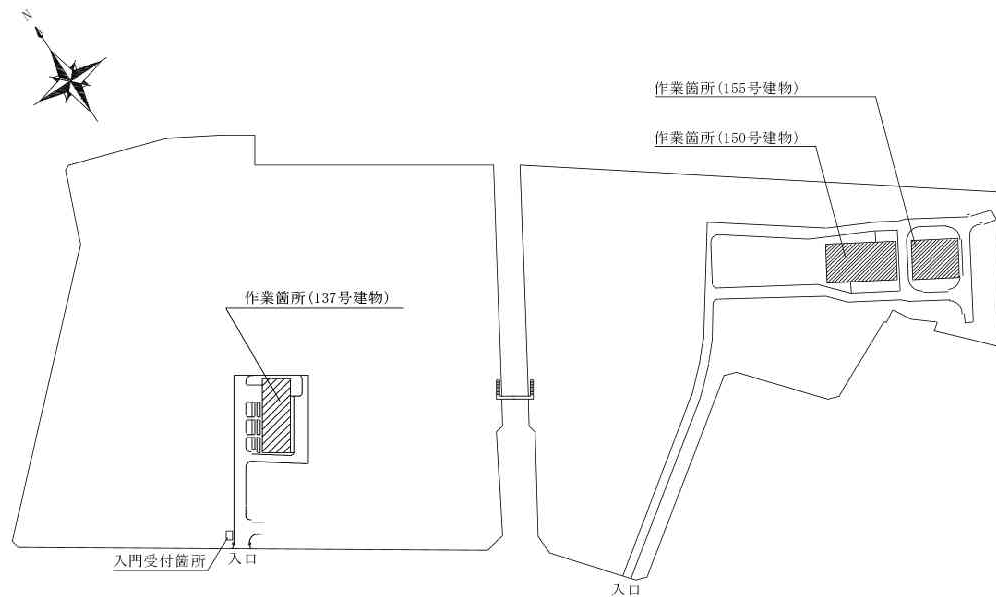 N
作業箇所(155号建物)
作業箇所(150号建物)
作業箇所(137号建物)
入門受付箇所
入口
入口